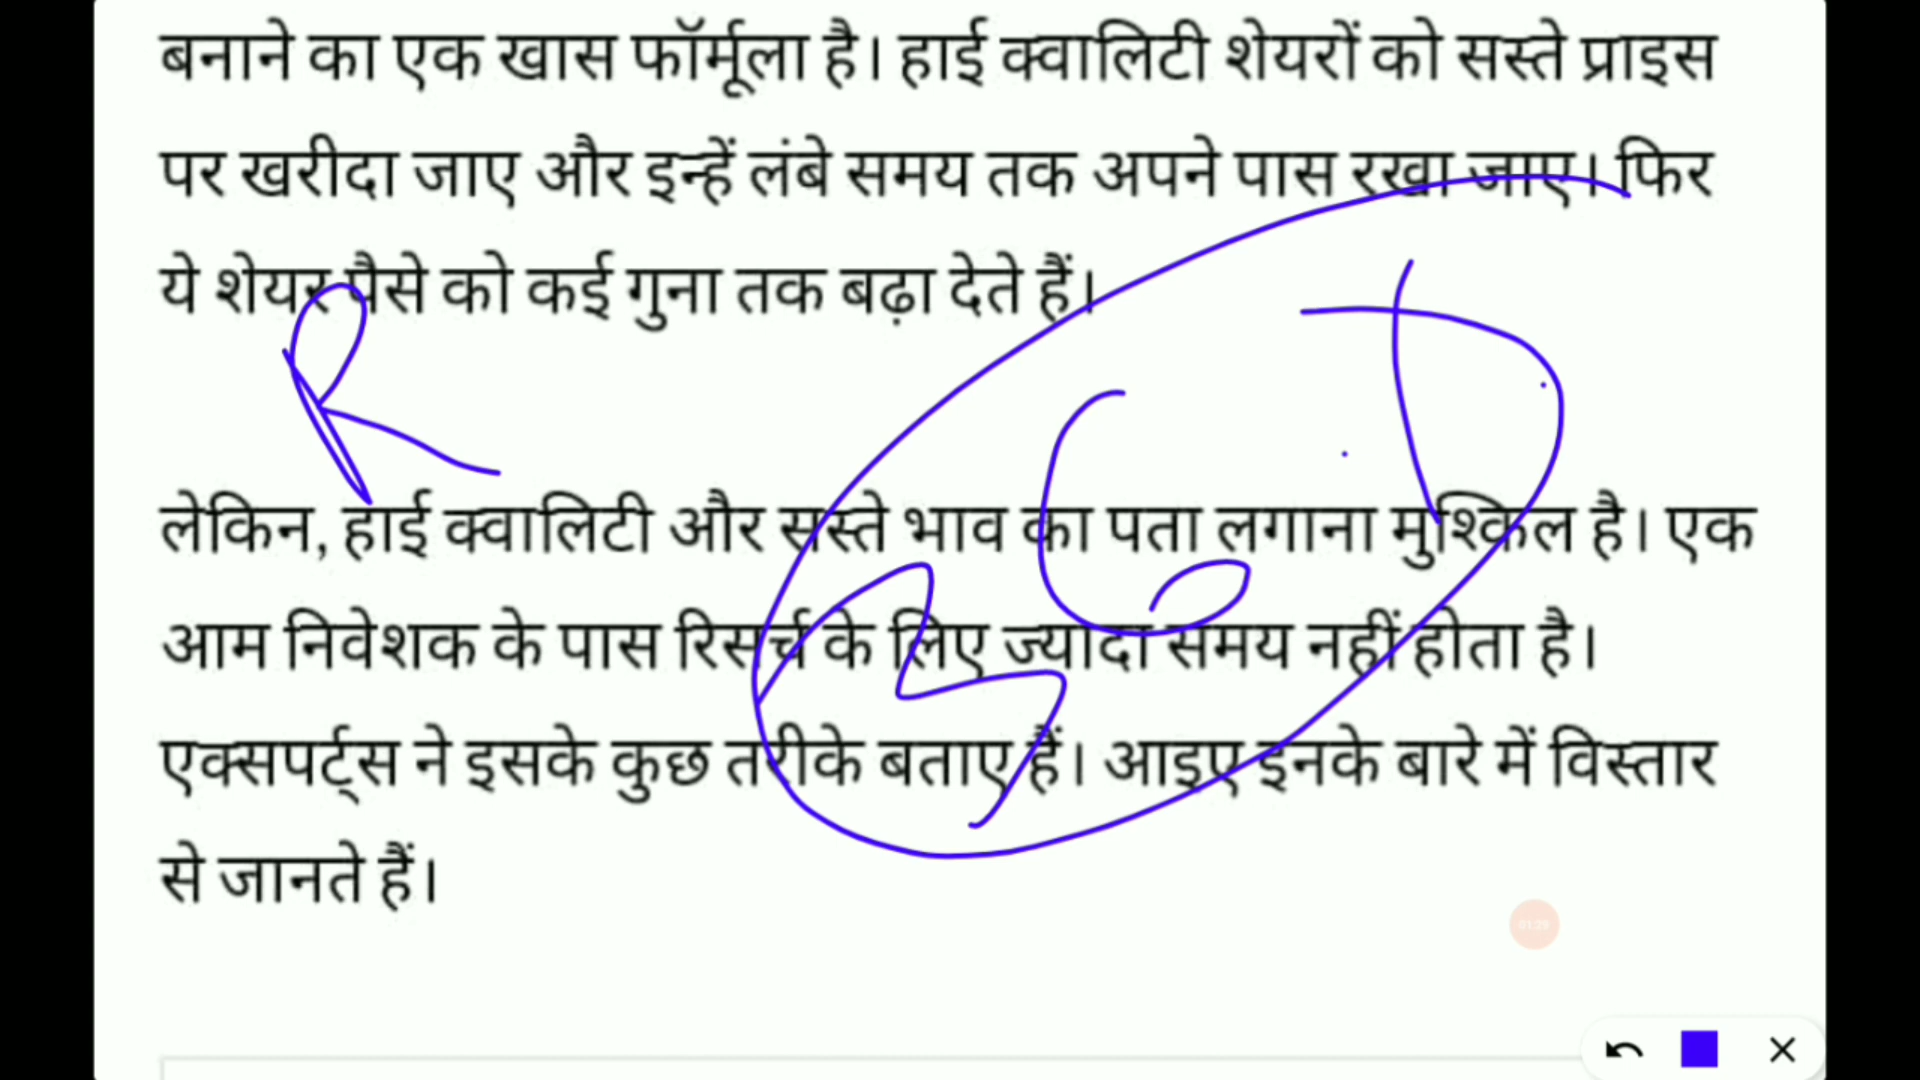 बनाने का एक खास फॉर्मूला है। हाई क्वालिटी शेयरों को सस्ते प्राइस
पर खरीदा जाए और इन्हें लंबे समय तक अपने पास रखा जाए। फिर
ये शेयर पैसे को कई गुना तक बढ़ा देते हैं।
R
लेकिन, हाई क्वालिटी और सस्ते भाव का पता लगाना मुश्किल है। एक
आम निवेशक के पास रिसर्च के लिए ज्यादा समय नहीं होता है।
एक्सपर्ट्स ने इसके कुछ तरीके बताए हैं। आइए इनके बारे में विस्तार
से जानते हैं।